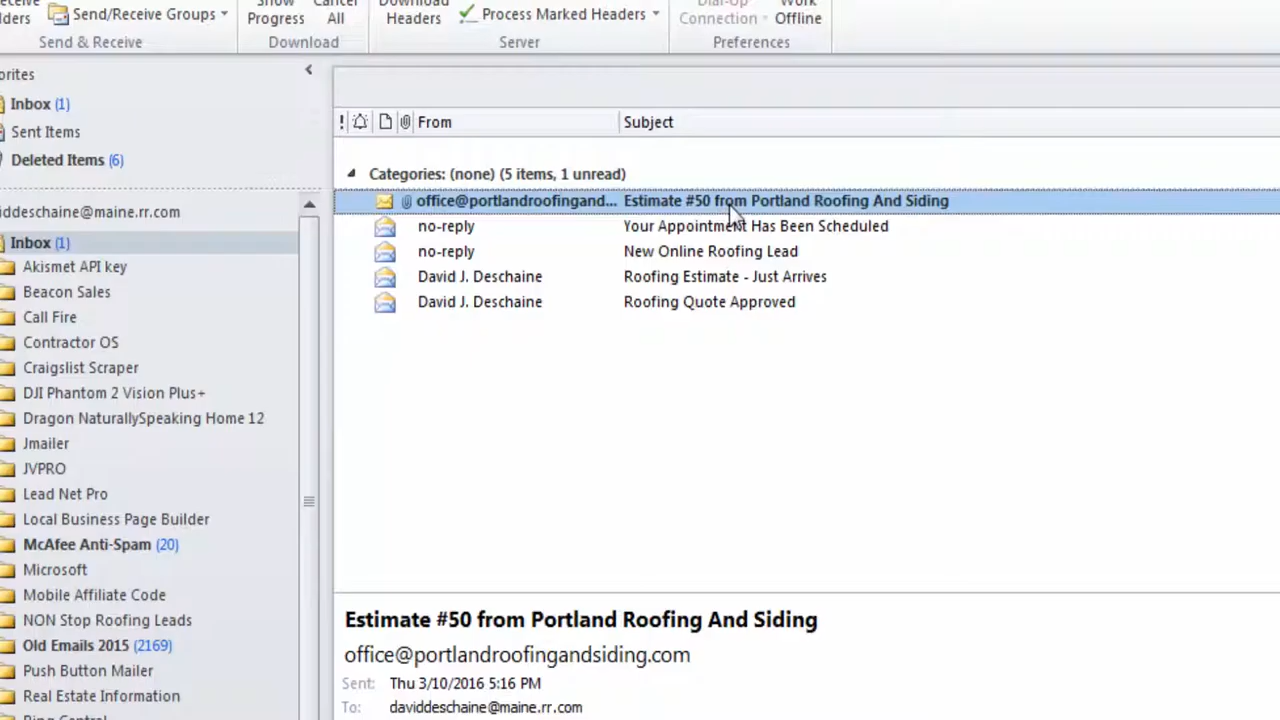 Send/Receive Groups
Show
Progress
Cancel
All
Download
Headers
Process Marked Headers
Dial-Up
Connection
Work
Offline
Send & Receive
Download
Server
Preferences
Inbox (1)
Sent Items
Deleted Items (6)
iddeschaine@maine.rr.com
Inbox (1)
Akismet API key
Beacon Sales
Call Fire
Contractor OS
Craigslist Scraper
DJI Phantom 2 Vision Plus+
Dragon NaturallySpeaking Home 12
Jmailer
JVPRO
Lead Net Pro
Local Business Page Builder
McAfee Anti-Spam (20)
Microsoft
Mobile Affiliate Code
NON Stop Roofing Leads
Old Emails 2015 (2169)
Push Button Mailer
Real Estate Information
From Subject
Categories: (none) (5 items, 1 unread)
office@portlandroofingand... Estimate #50 from Portland Roofing And Siding
no-reply Your Appointment Has Been Scheduled
no-reply New Online Roofing Lead
David J. Deschaine Roofing Estimate - Just Arrives
David J. Deschaine Roofing Quote Approved
Estimate #50 from Portland Roofing And Siding
office@portlandroofingandsiding.com
Sent: Thu 3/10/2016 5:16 PM
To: daviddeschaine@maine.rr.com